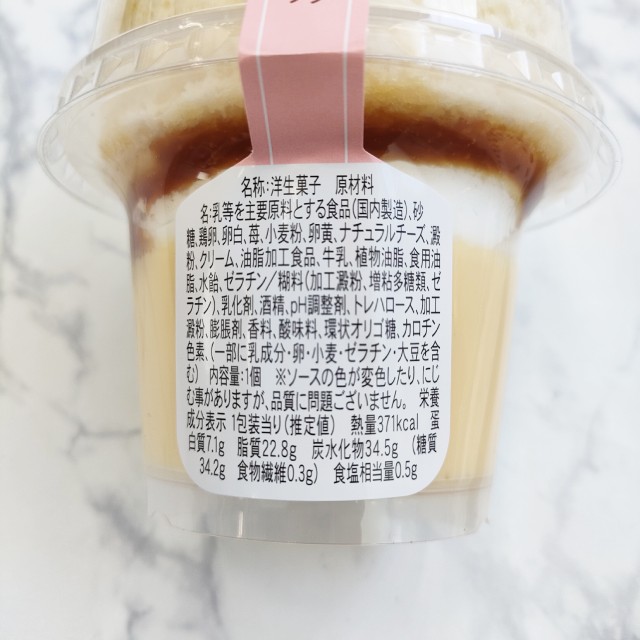 名称:洋生菓子　原材料
名:乳等を主要原料とする食品(国内製造)、砂
糖、鶏卵、卵白、苺、小麦粉、卵黄、ナチュラルチーズ、澱
粉、クリーム、油脂加工食品、牛乳、植物油脂、食用油
脂、水飴、ゼラチン/糊料(加工澱粉、増粘多糖類、ゼ
ラチン)、乳化剤、酒精、pH調整剤、トレハロース、加工
澱粉、膨脹剤、香料、酸味料、環状オリゴ糖、カロチン
色素、(一部に乳成分・卵・小麦・ゼラチン・大豆を含
む)　内容量:1個　※ソースの色が変色したり、にじ
む事がありますが、品質に問題ございません。 栄養
成分表示 1包装当り(推定値)　熱量371kcal　蛋
白質7.1g　脂質22.8g　炭水化物34.5g　(糖質
34.2g　食物繊維0.3g)　食塩相当量0.5g